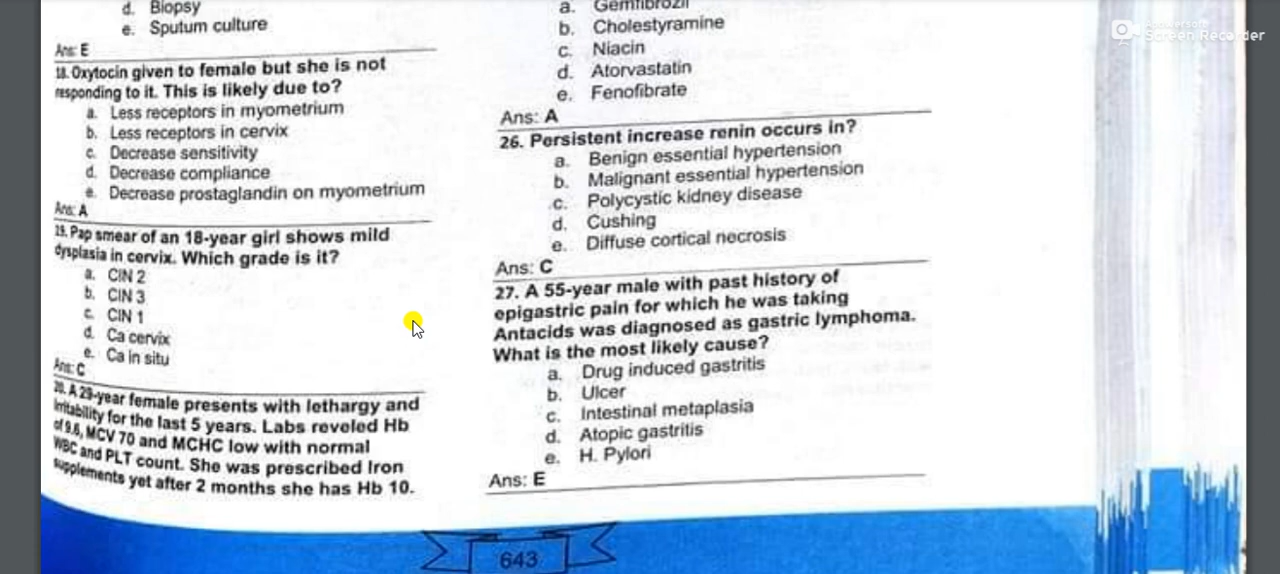 d. Biopsy
e. Sputum culture
Ans: E
18. Oxytocin given to female but she is not
responding to it. This is likely due to?
a. Less receptors in myometrium
b. Less receptors in cervix
c. Decrease sensitivity
d. Decrease compliance
e. Decrease prostaglandin on myometrium
Ans: A
19. Pap smear of an 18-year girl shows mild
dysplasia in cervix. Which grade is it?
a. CIN 2
b. CIN 3
c. CIN 1
d. Ca cervix
e. Ca in situ
Ans: C
20. A 29-year female presents with lethargy and
irritability for the last 5 years. Labs reveled Hb
of 9.6, MCV 70 and MCHC low with normal
WBC and PLT count. She was prescribed Iron
supplements yet after 2 months she has Hb 10.
a. Gemfibrozil
b. Cholestyramine
c. Niacin
d. Atorvastatin
e. Fenofibrate
Ans: A
26. Persistent increase renin occurs in?
a. Benign essential hypertension
b. Malignant essential hypertension
c. Polycystic kidney disease
d. Cushing
e. Diffuse cortical necrosis
Ans: C
27. A 55-year male with past history of
epigastric pain for which he was taking
Antacids was diagnosed as gastric lymphoma.
What is the most likely cause?
a. Drug induced gastritis
b. Ulcer
c. Intestinal metaplasia
d. Atopic gastritis
e. H. Pylori
Ans: E
643
Screen Recorder